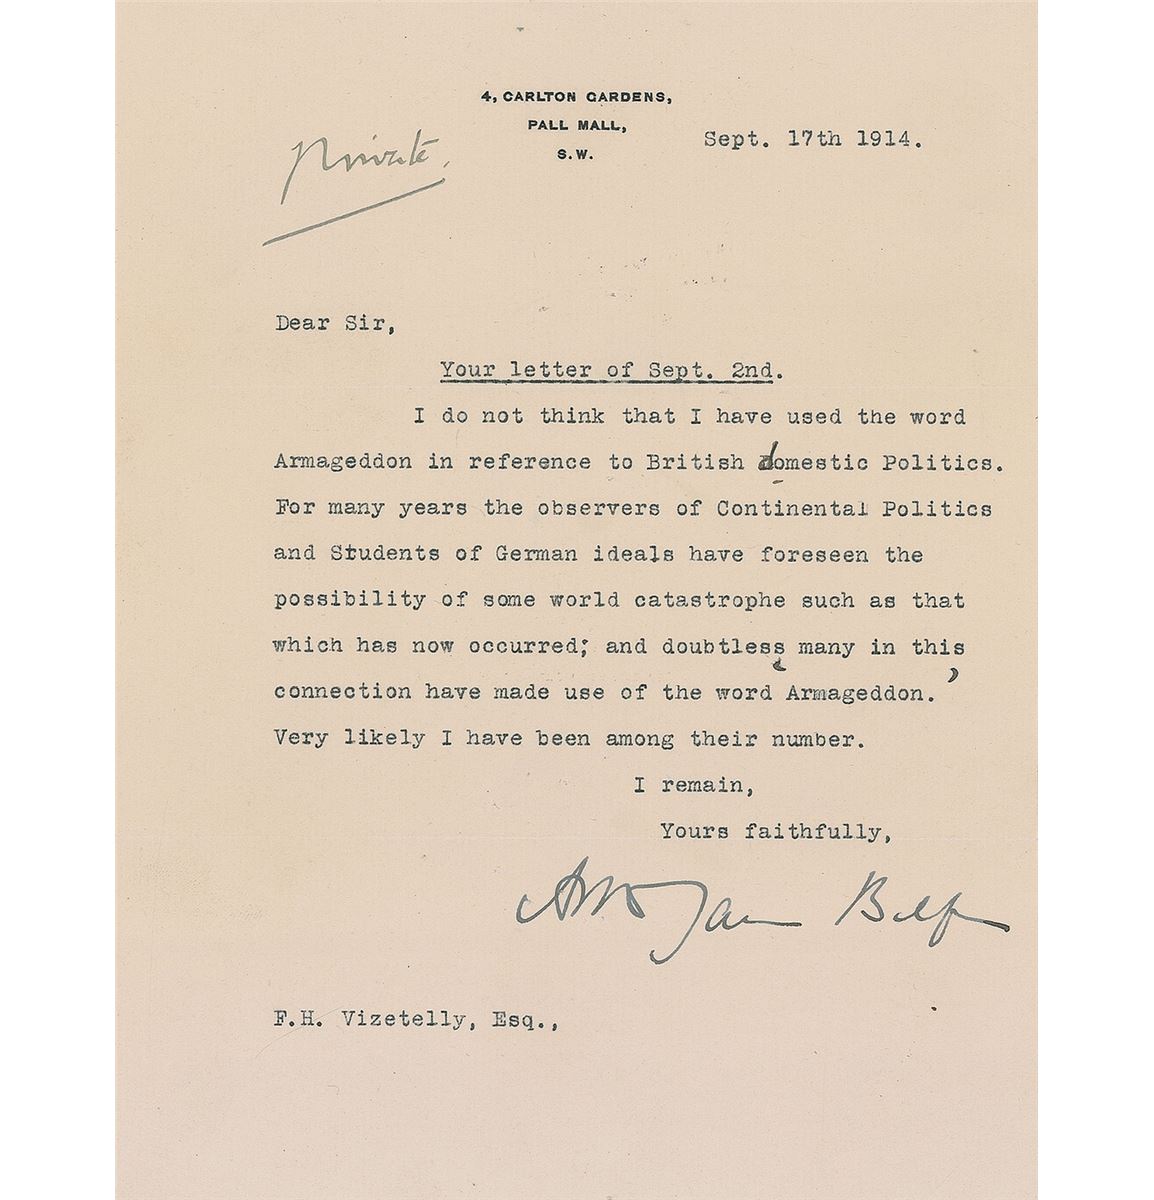 4, CARLTON GARDENS,
PALL MALL,
S.W.
Sept. 17th 1914.
Private.
Dear Sir,
Your letter of Sept. 2nd.
I do not think that I have used the word
Armageddon in reference to British domestic Politics.
For many years the observers of Continental Politics
and Students of German ideals have foreseen the
possibility of some world catastrophe such as that
which has now occurred; and doubtless many in this
connection have made use of the word ‘Armageddon.’
Very likely I have been among their number.
I remain,
Yours faithfully,
Arthur James Balfour
F.H. Vizetelly, Esq.,